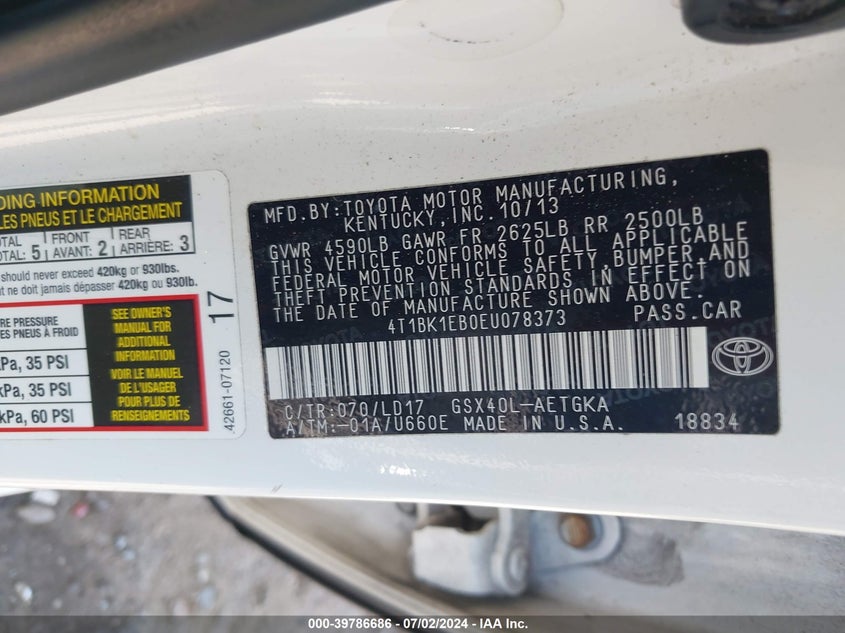 DING INFORMATION
LES PNEUS ET LE CHARGEMENT
TOTAL 5 FRONT 2 REAR 3
AVANT: ARRIÈRE:
should never exceed 420kg or 930lbs.
nt ne doit jamais dépasser 420kg ou 930lb.
RE PRESSURE
ES PNEUS À FROID
kPa, 35 PSI
kPa, 35 PSI
kPa, 60 PSI
SEE OWNER'S
MANUAL FOR
ADDITIONAL
INFORMATION
VOIR LE MANUEL
DE L'USAGER
POUR PLUS DE
RENSEIGNEMENTS
42661-07120 17
MFD.BY:TOYOTA MOTOR MANUFACTURING,
KENTUCKY,INC.10/13
GVWR 4590LB GAWR FR 2625LB RR 2500LB
THIS VEHICLE CONFORMS TO ALL APPLICABLE
FEDERAL MOTOR VEHICLE SAFETY,BUMPER,AND
THEFT PREVENTION STANDARDS IN EFFECT ON
THE DATE OF MANUFACTURE SHOWN ABOVE.
4T1BK1EB0EU078373 PASS.CAR
C/TR:070/LD17 GSX40L-AETGKA
A/TM:-01A/U660E MADE IN U.S.A. 18834
000-39786686 - 07/02/2024 - IAA Inc.